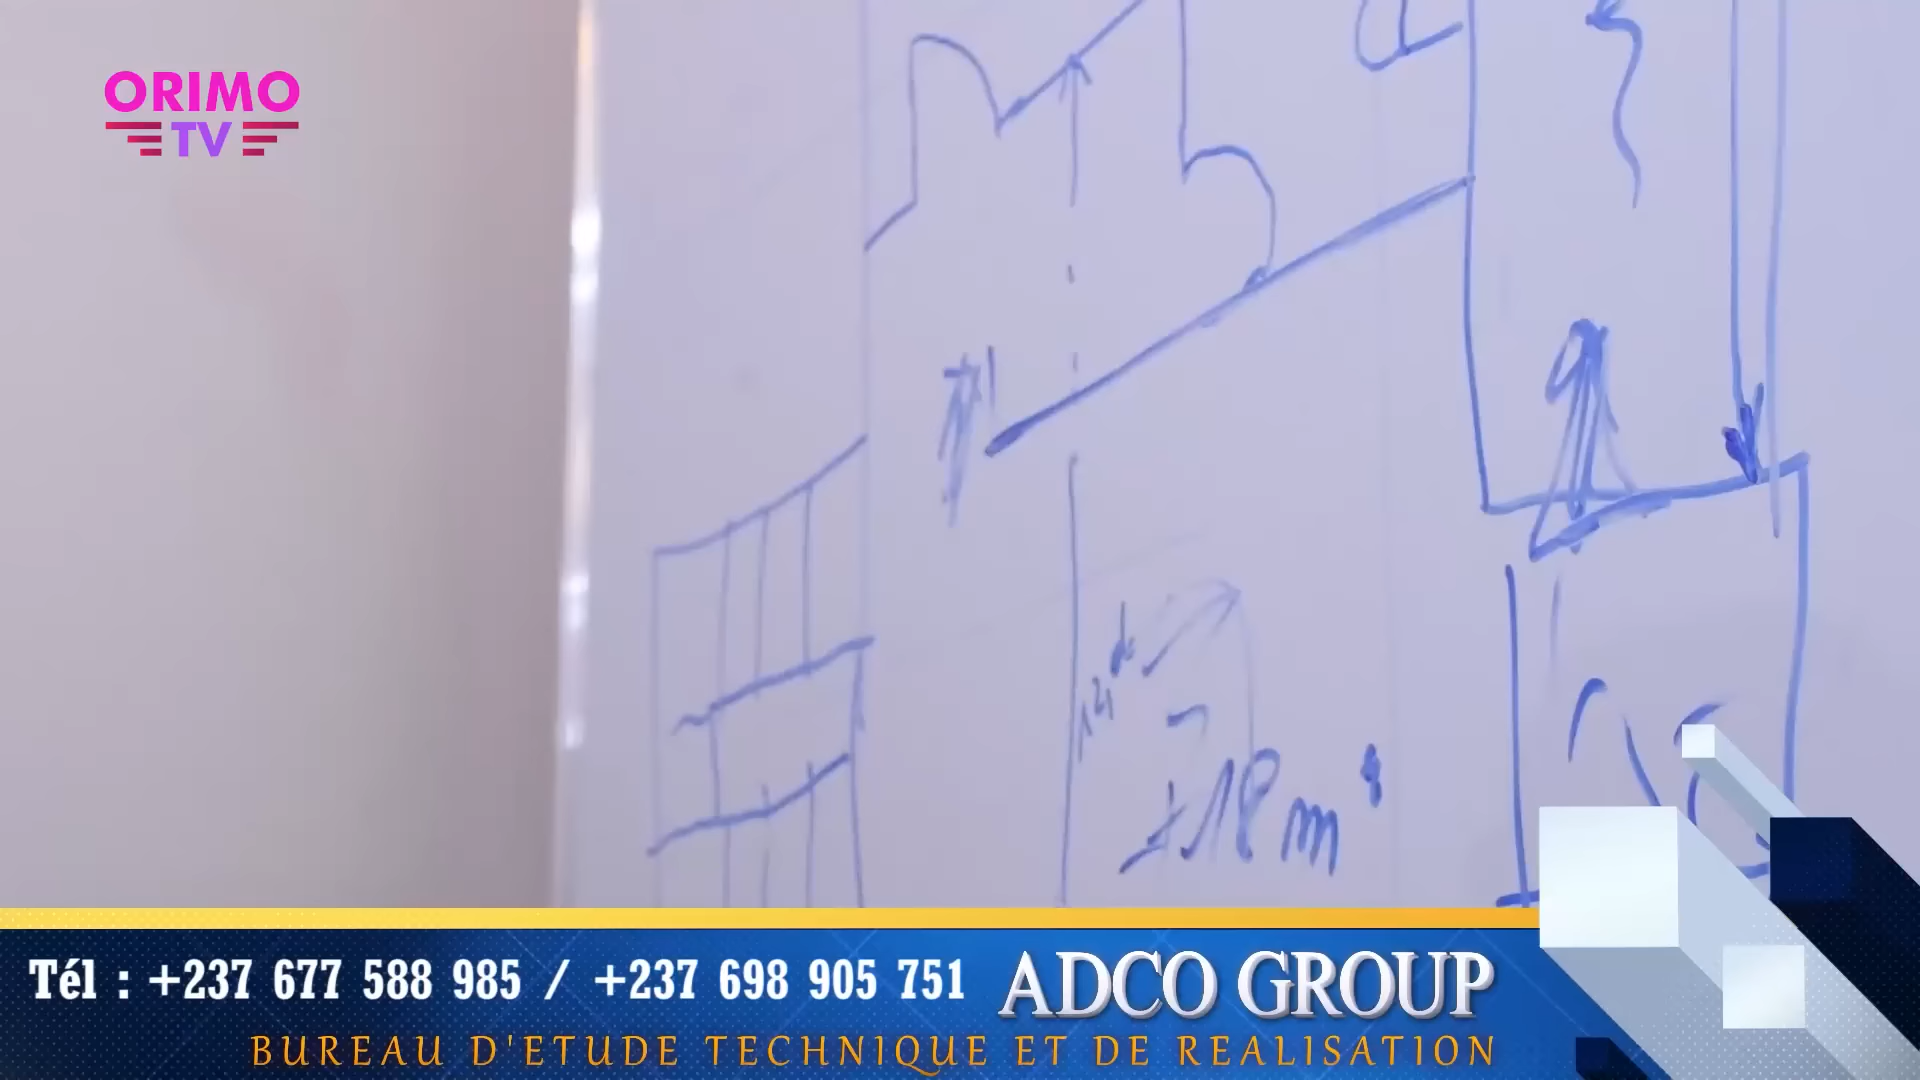 ORIMO
TV
+18 m
Tél : +237 677 588 985 / +237 698 905 751
ADCO GROUP
BUREAU D'ETUDE TECHNIQUE ET DE REALISATION